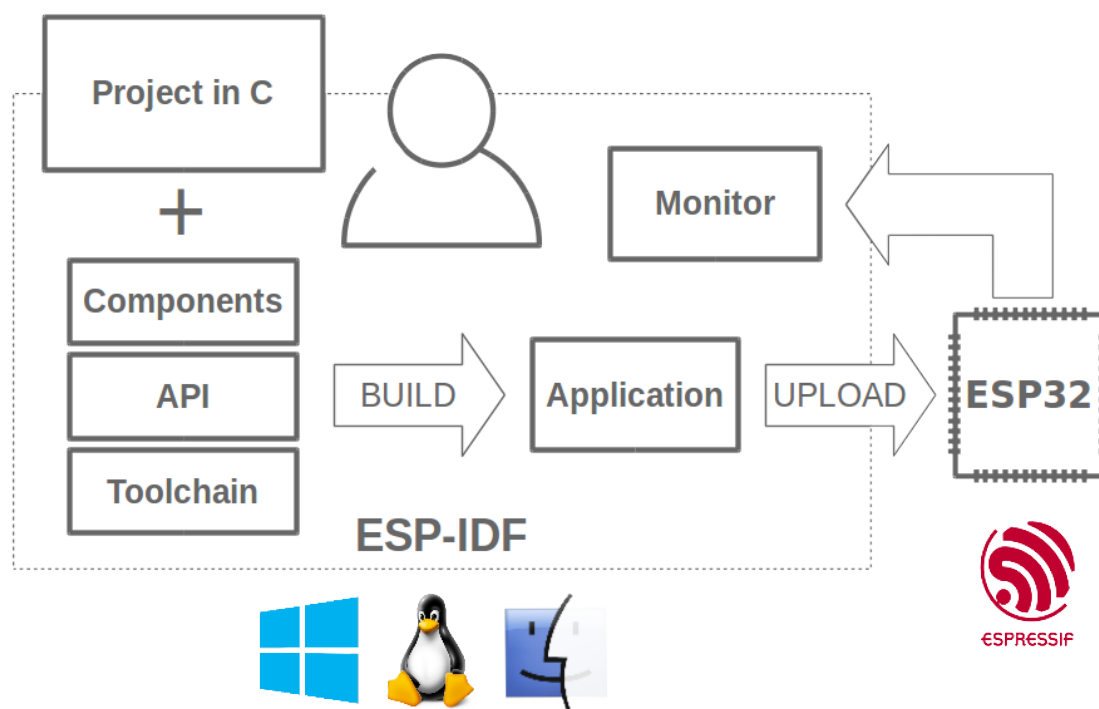 Project in C
+
Components
API
Toolchain
BUILD
Application
Monitor
UPLOAD
ESP32
ESP-IDF
ESPRESSIF